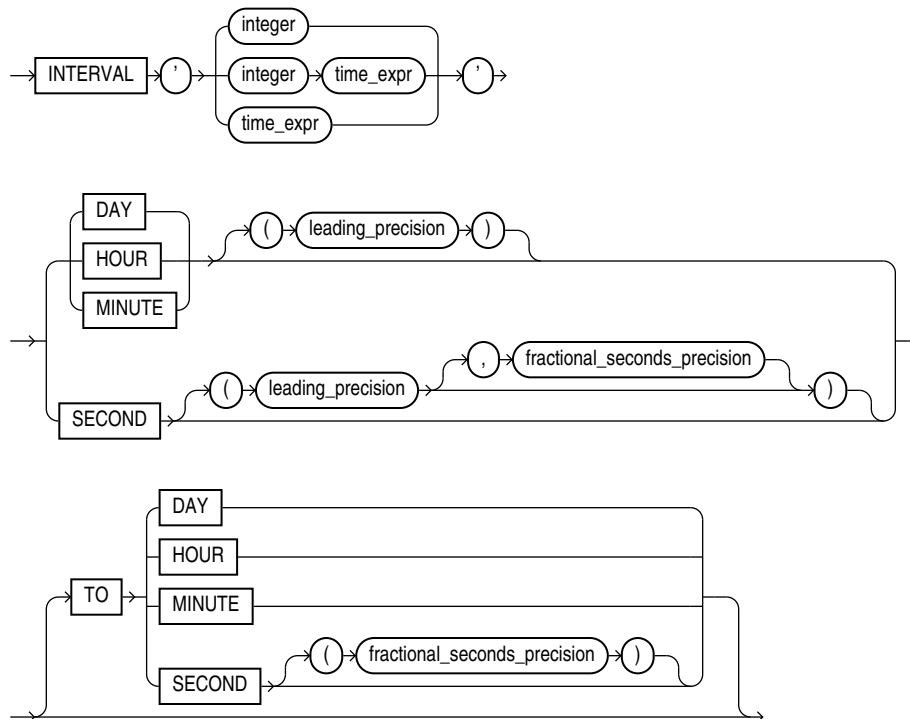 integer
INTERVAL ' integer time_expr '
time_expr
DAY
( leading_precision )
HOUR
MINUTE
, fractional_seconds_precision
( leading_precision )
SECOND
DAY
HOUR
TO MINUTE
( fractional_seconds_precision )
SECOND